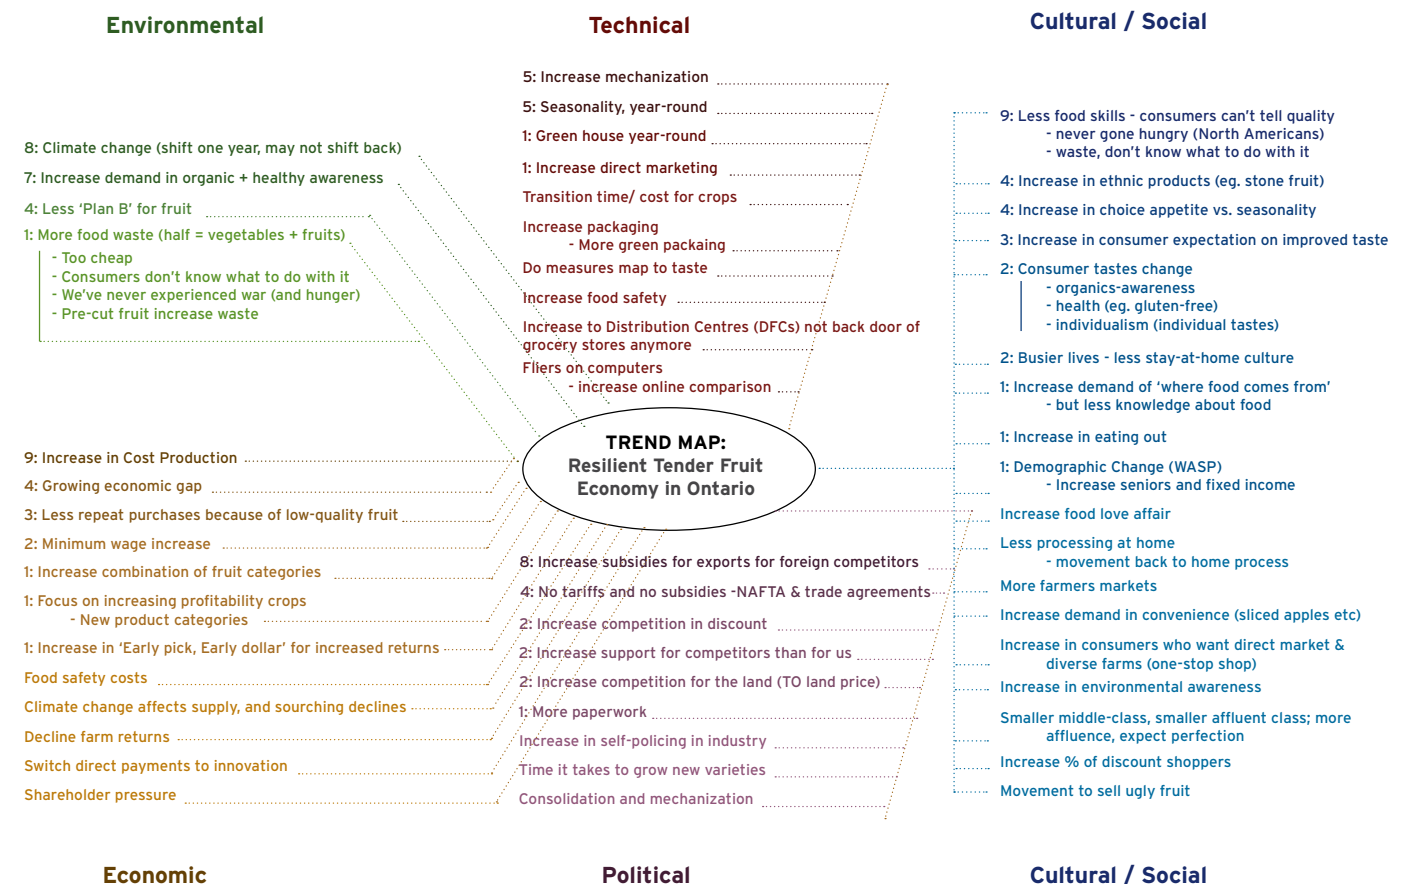 Environmental
8: Climate change (shift one year, may not shift back)
7: Increase demand in organic + healthy awareness
4: Less ‘Plan B’ for fruit
1: More food waste (half = vegetables + fruits)
- Too cheap
- Consumers don’t know what to do with it
- We’ve never experienced war (and hunger)
- Pre-cut fruit increase waste
Technical
5: Increase mechanization
5: Seasonality, year-round
1: Green house year-round
1: Increase direct marketing
Transition time/ cost for crops
Increase packaging
- More green packaing
Do measures map to taste
Increase food safety
Increase to Distribution Centres (DFCs) not back door of
grocery stores anymore
Fliers on computers
- increase online comparison
Cultural / Social
9: Less food skills - consumers can’t tell quality
- never gone hungry (North Americans)
- waste, don’t know what to do with it
4: Increase in ethnic products (eg. stone fruit)
4: Increase in choice appetite vs. seasonality
3: Increase in consumer expectation on improved taste
2: Consumer tastes change
- organics-awareness
- health (eg. gluten-free)
- individualism (individual tastes)
2: Busier lives - less stay-at-home culture
1: Increase demand of ‘where food comes from’
- but less knowledge about food
1: Increase in eating out
1: Demographic Change (WASP)
- Increase seniors and fixed income
Increase food love affair
Less processing at home
- movement back to home process
More farmers markets
Increase demand in convenience (sliced apples etc)
Increase in consumers who want direct market &
diverse farms (one-stop shop)
Increase in environmental awareness
Smaller middle-class, smaller affluent class; more
affluence, expect perfection
Increase % of discount shoppers
Movement to sell ugly fruit
TREND MAP:
Resilient Tender Fruit
Economy in Ontario
9: Increase in Cost Production
4: Growing economic gap
3: Less repeat purchases because of low-quality fruit
2: Minimum wage increase
1: Increase combination of fruit categories
1: Focus on increasing profitability crops
- New product categories
1: Increase in ‘Early pick, Early dollar’ for increased returns
Food safety costs
Climate change affects supply, and sourching declines
Decline farm returns
Switch direct payments to innovation
Shareholder pressure
Economic
8: Increase subsidies for exports for foreign competitors
4: No tariffs and no subsidies -NAFTA & trade agreements
2: Increase competition in discount
2: Increase support for competitors than for us
2: Increase competition for the land (TO land price)
1: More paperwork
Increase in self-policing in industry
Time it takes to grow new varieties
Consolidation and mechanization
Political
Cultural / Social